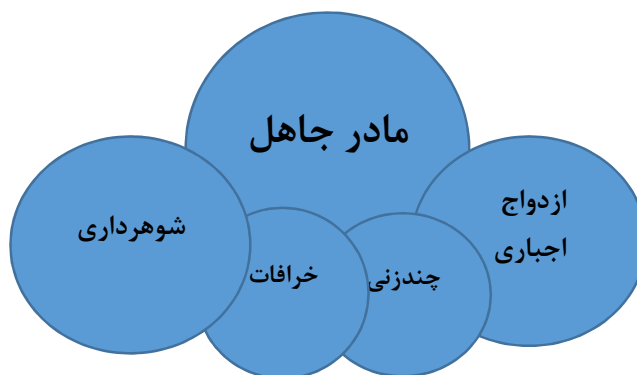 مادر جاهل
ازدواج
اجباری
چندزنی
خرافات
شوهرداری